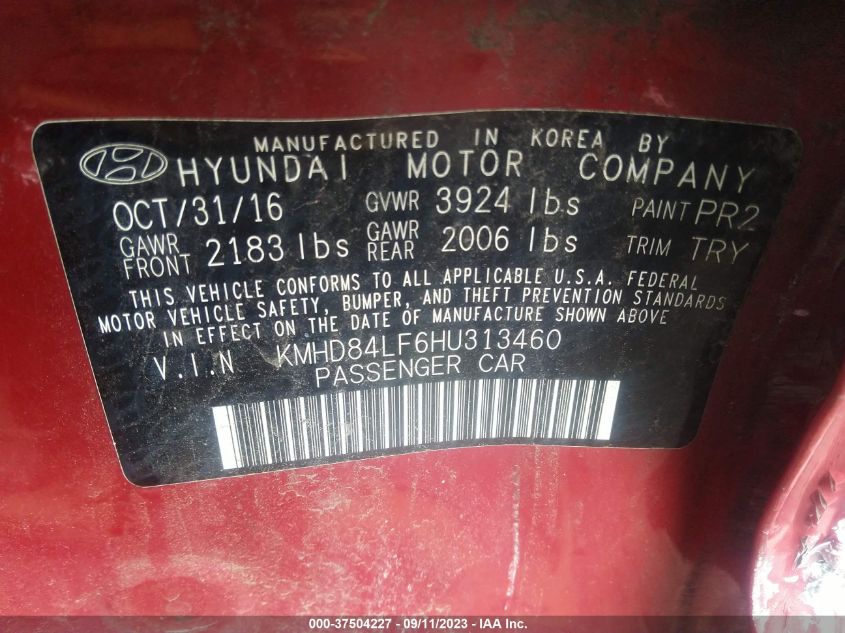 MANUFACTURED IN KOREA BY
HYUNDAI MOTOR COMPANY
OCT/31/16 GVWR 3924 lbs PAINT PR2
GAWR FRONT 2183 lbs GAWR REAR 2006 lbs TRIM TRY
THIS VEHICLE CONFORMS TO ALL APPLICABLE U.S.A. FEDERAL
MOTOR VEHICLE SAFETY, BUMPER, AND THEFT PREVENTION STANDARDS
IN EFFECT ON THE DATE OF MANUFACTURE SHOWN ABOVE
V.I.N KMHD84LF6HU313460
PASSENGER CAR
000-37504227 - 09/11/2023 - IAA Inc.